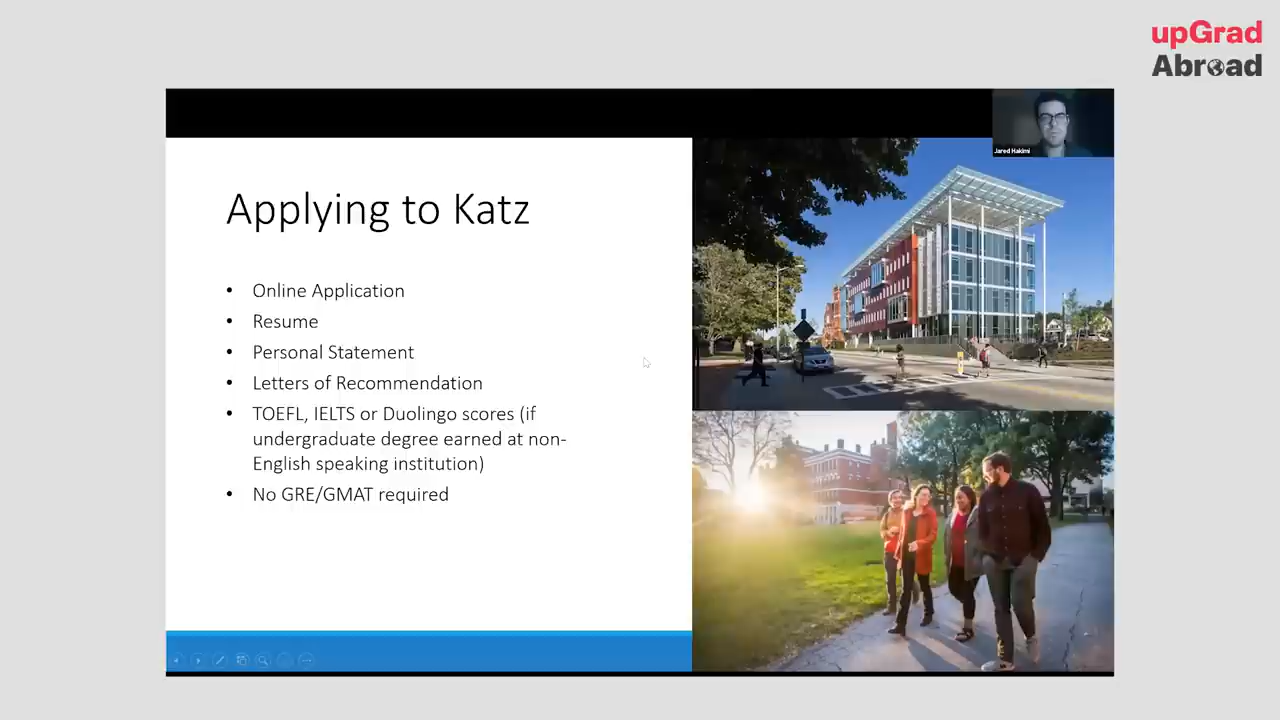 upGrad
Abroad
Jared Hakimi
Applying to Katz
• Online Application
• Resume
• Personal Statement
• Letters of Recommendation
• TOEFL, IELTS or Duolingo scores (if
undergraduate degree earned at non-
English speaking institution)
• No GRE/GMAT required